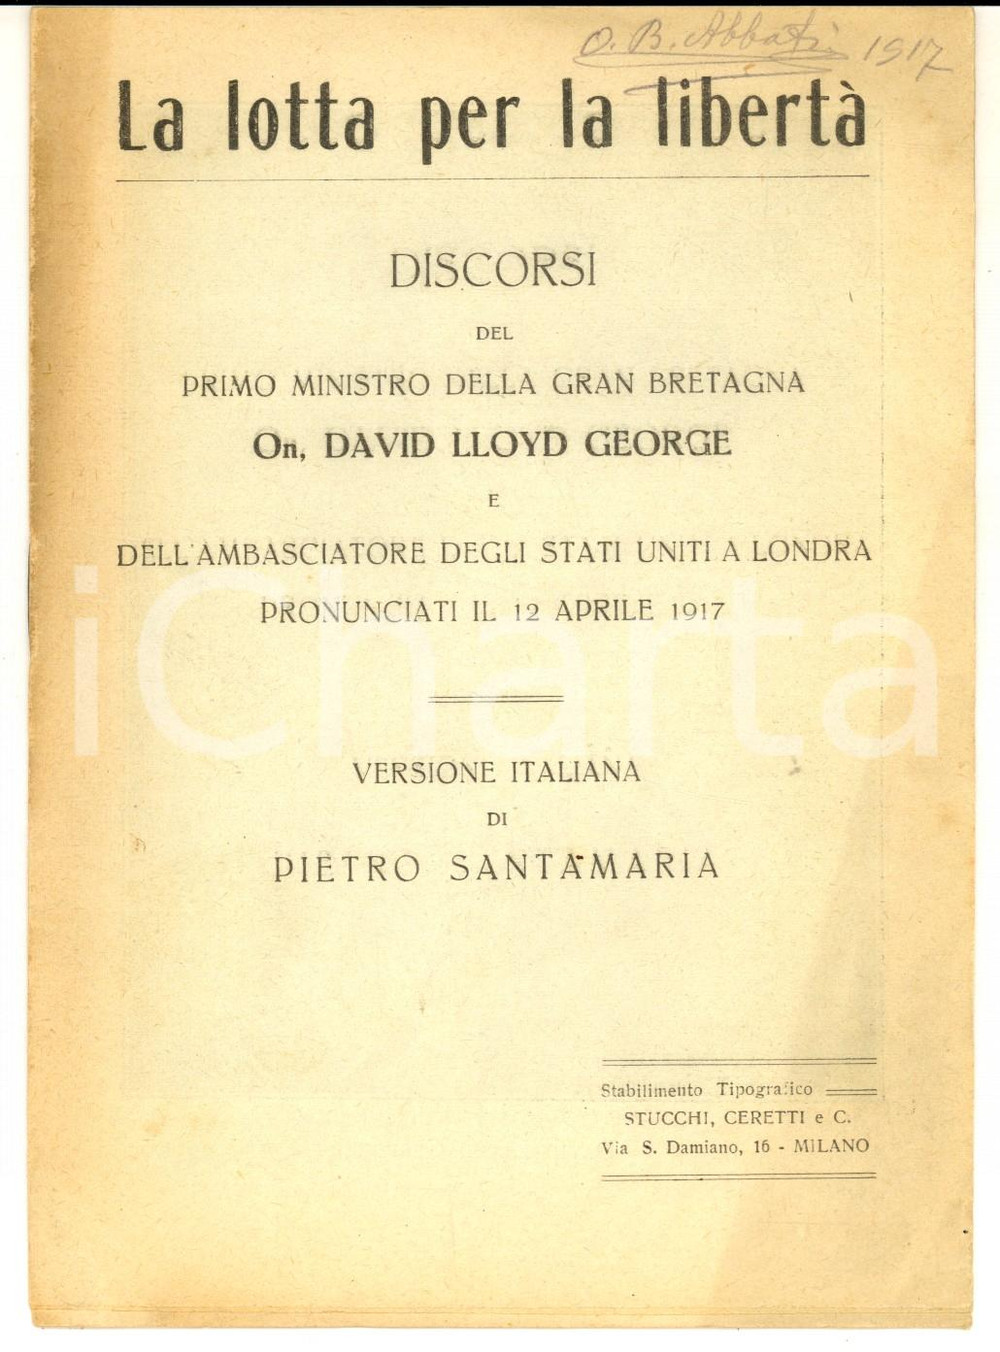 O. B. Abbati 1917
La lotta per la libertà
DISCORSI
DEL
PRIMO MINISTRO DELLA GRAN BRETAGNA
On, DAVID LLOYD GEORGE
E
DELL'AMBASCIATORE DEGLI STATI UNITI A LONDRA
PRONUNCIATI IL 12 APRILE 1917
iCharta
VERSIONE ITALIANA
DI
PIETRO SANTAMARIA
Stabilimento Tipografico
STUCCHI, CERETTI e C.
Via S. Damiano, 16 - MILANO